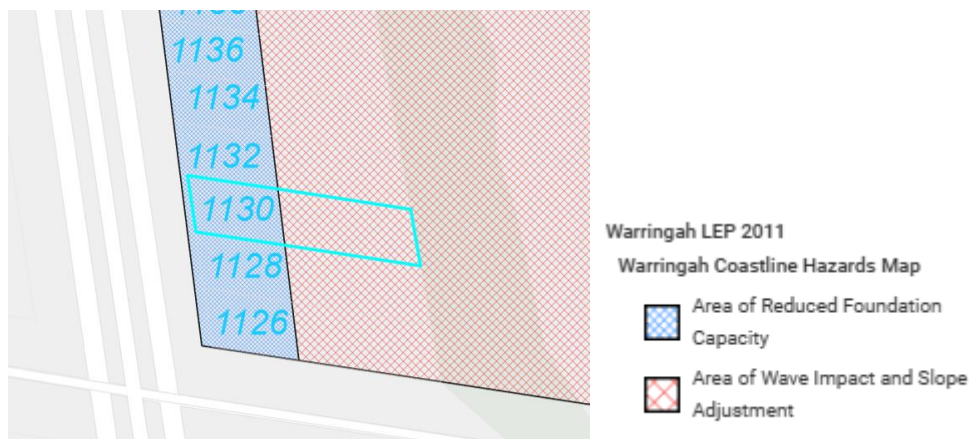 1136
1134
1132
1130
1128
1126
Warringah LEP 2011
Warringah Coastline Hazards Map
Area of Reduced Foundation
Capacity
Area of Wave Impact and Slope
Adjustment